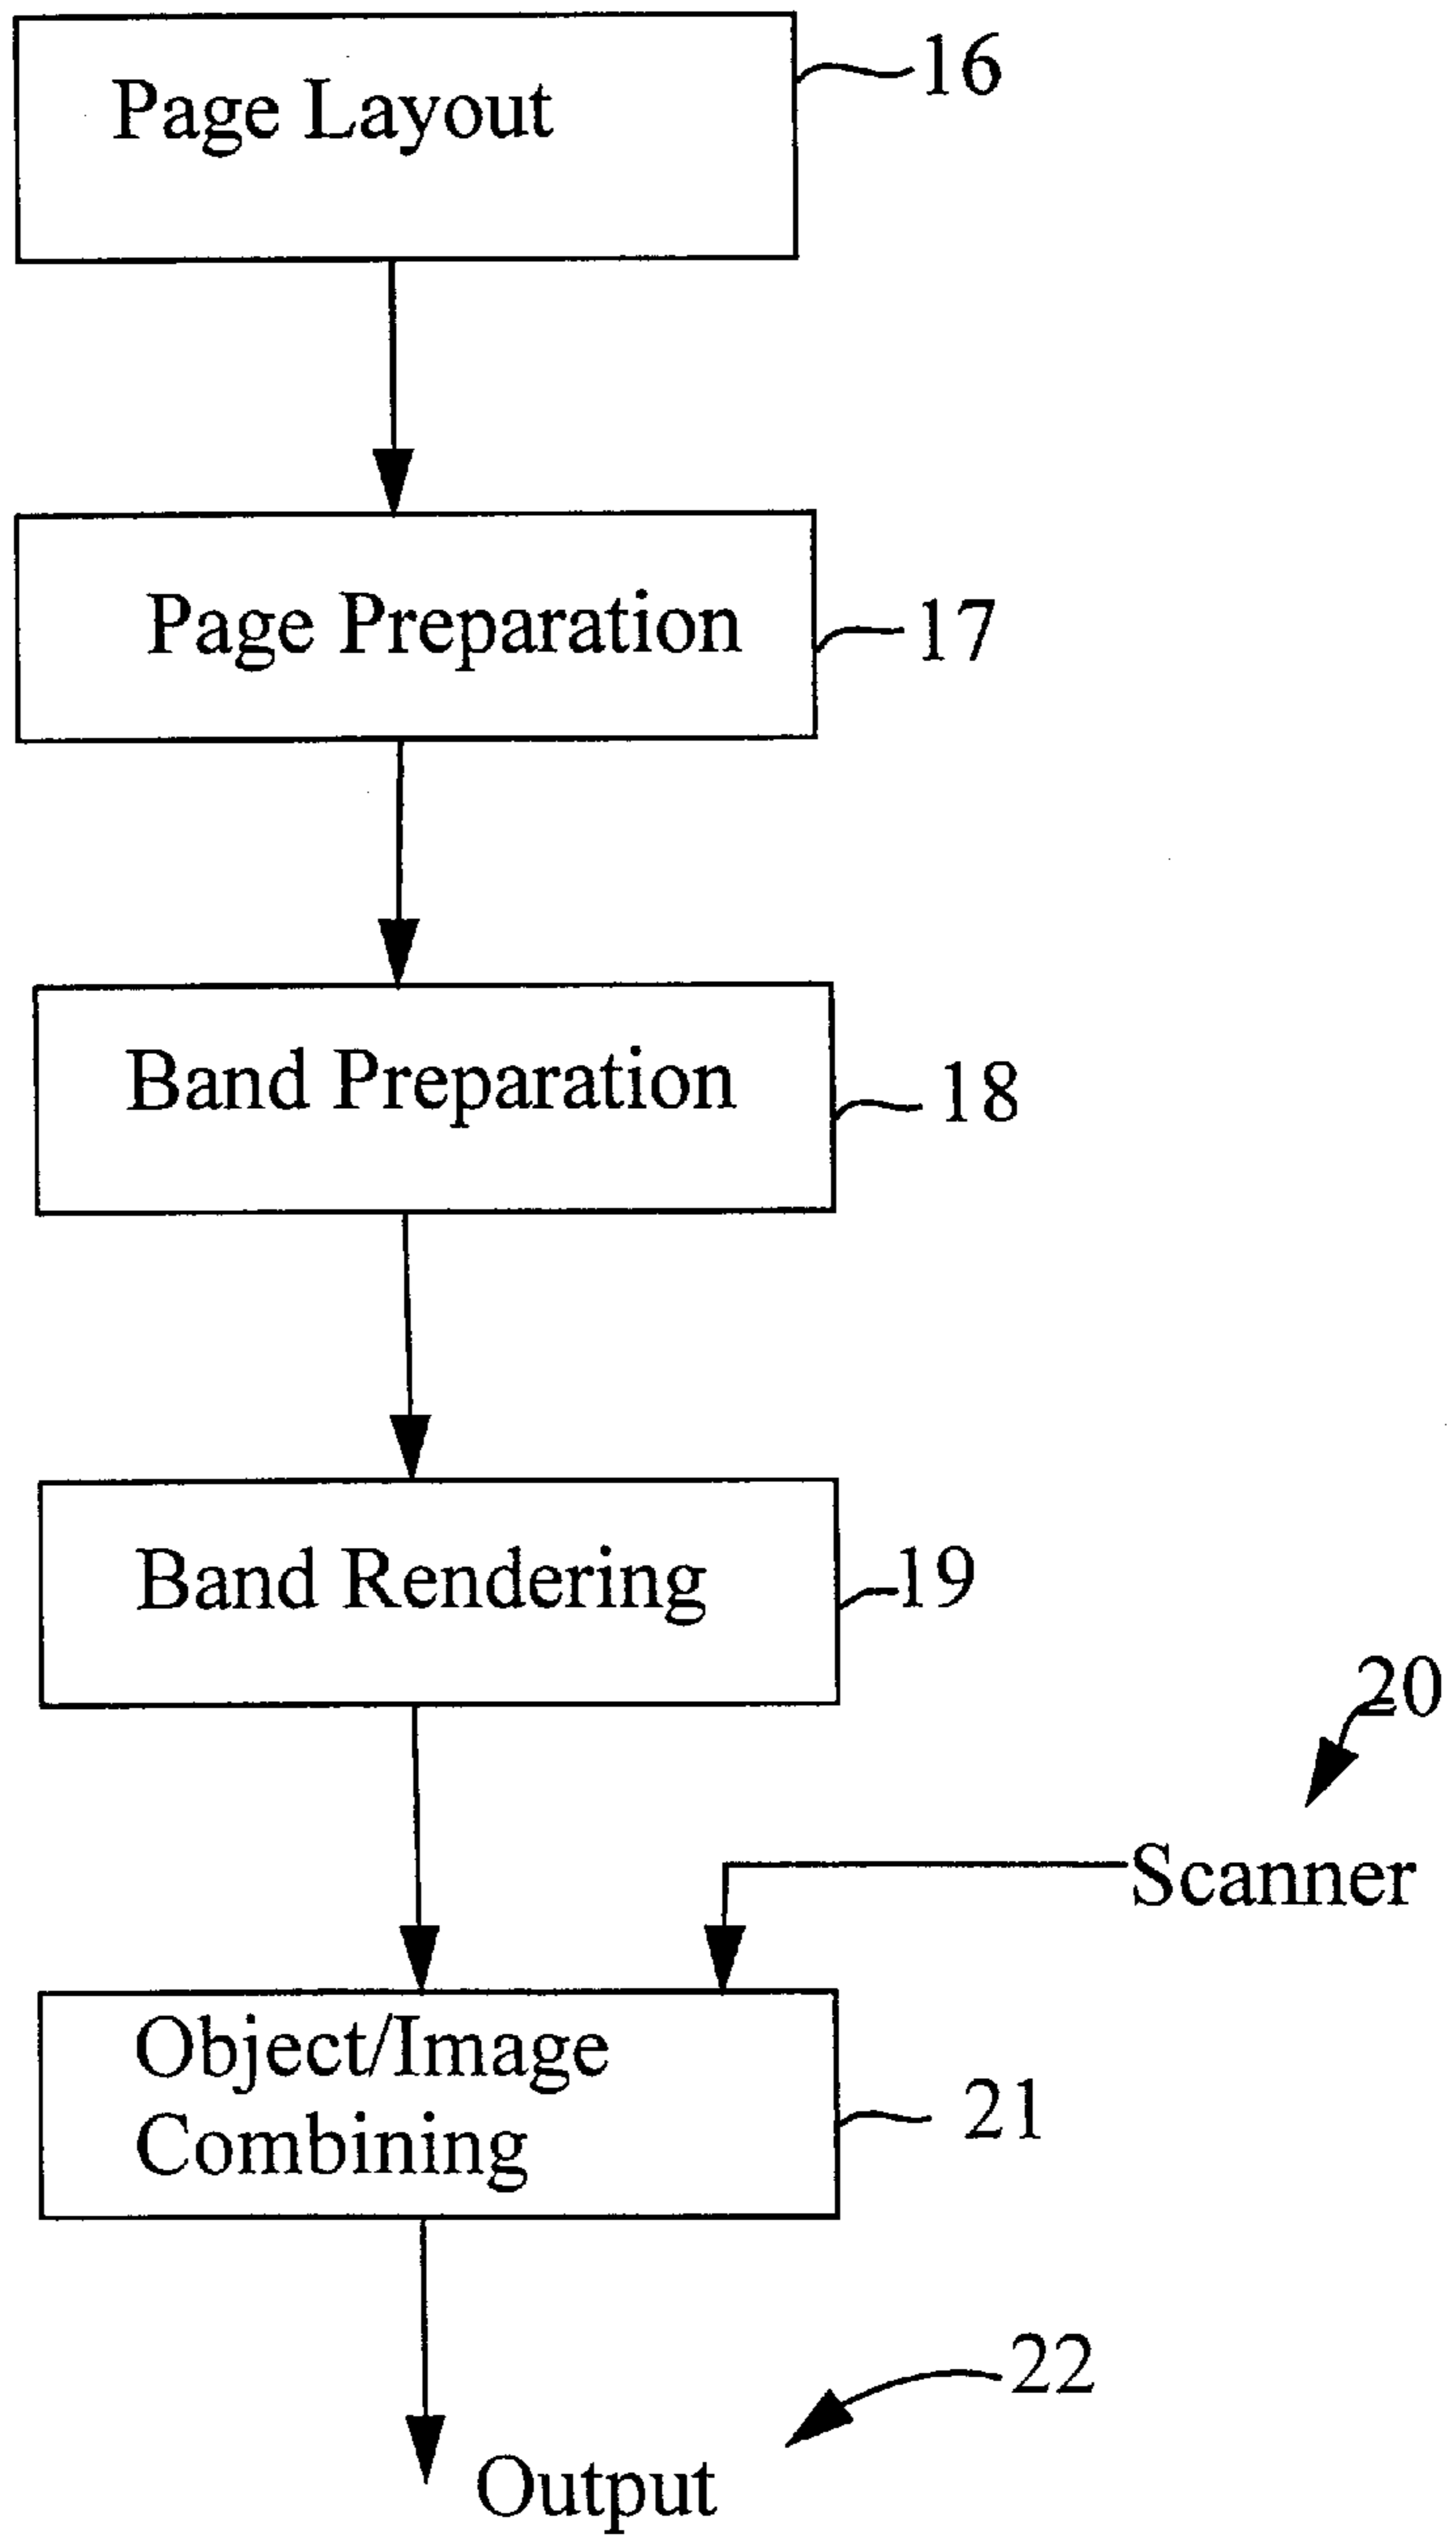 Page Layout
16
Page Preparation
17
Band Preparation
18
Band Rendering
19
20
Scanner
Object/Image
Combining
21
22
Output